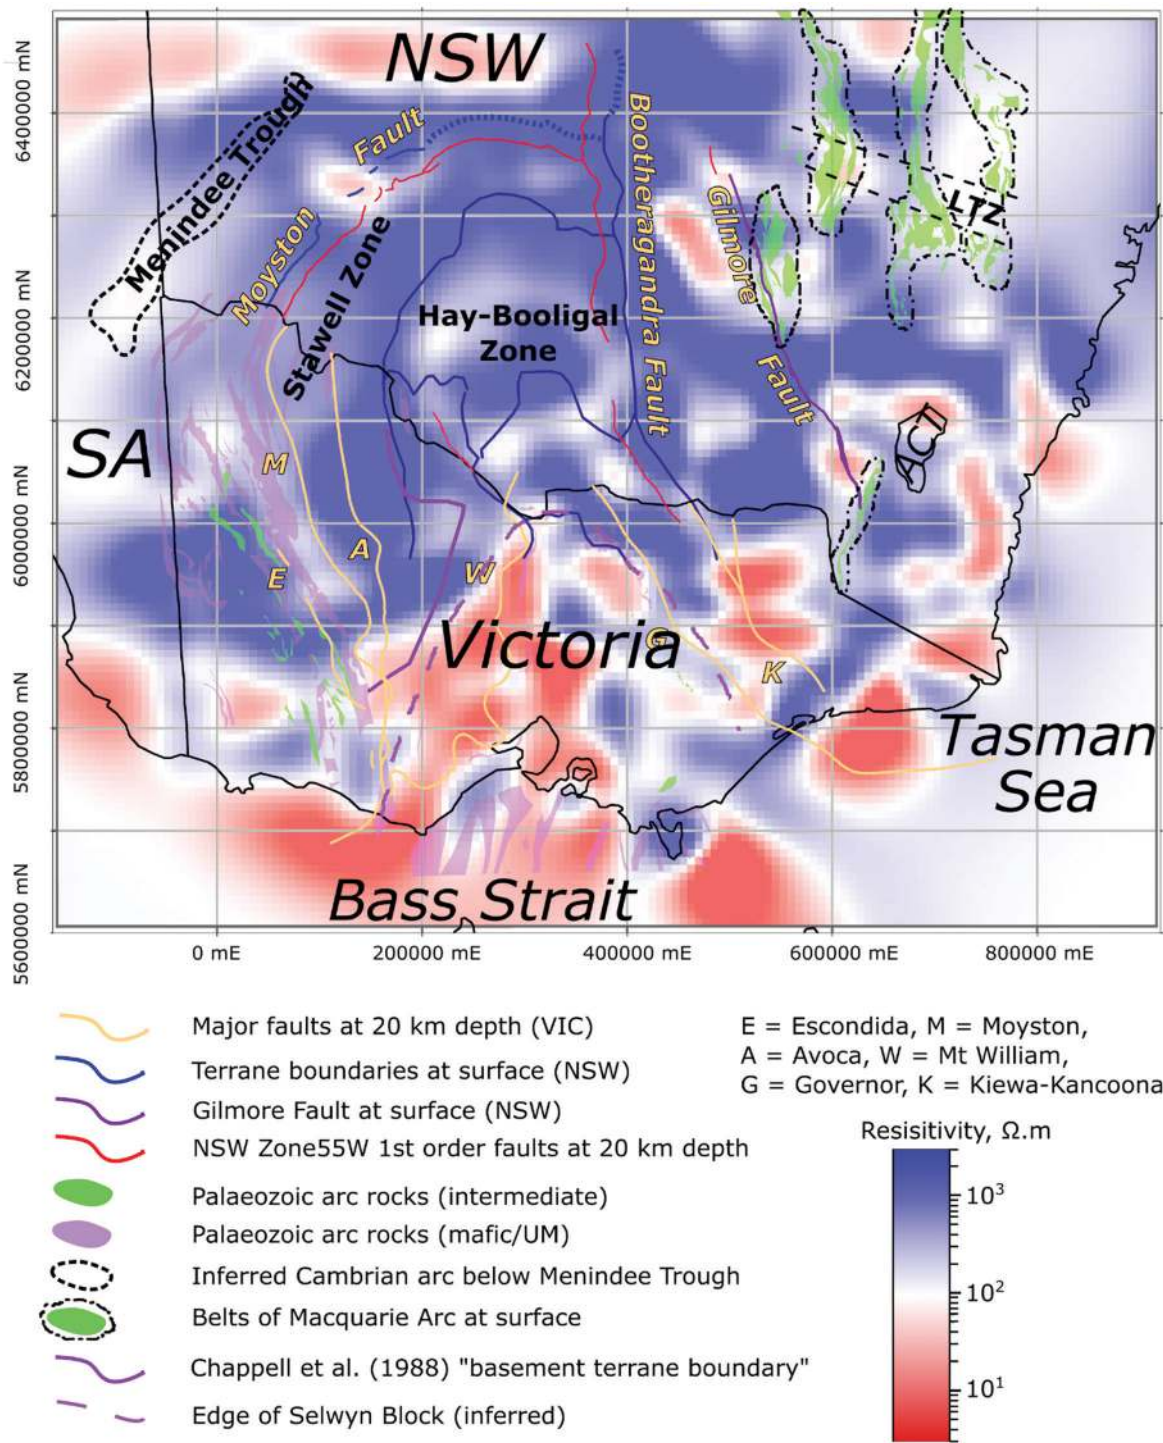 NSW
6400000 mN
Menindee Trough
Fault
Bootheragandra Fault
Moyston
Stawell Zone
Gilmore
LTZ
6200000 mN
Hay-Booligal
Zone
Fault
SA
ACT
M
A
E
W
6000000 mN
Victoria
G
K
5800000 mN
Tasman
Sea
Bass Strait
5600000 mN
0 mE
200000 mE
400000 mE
600000 mE
800000 mE
Major faults at 20 km depth (VIC)
Terrane boundaries at surface (NSW)
Gilmore Fault at surface (NSW)
NSW Zone55W 1st order faults at 20 km depth
Palaeozoic arc rocks (intermediate)
Palaeozoic arc rocks (mafic/UM)
Inferred Cambrian arc below Menindee Trough
Belts of Macquarie Arc at surface
Chappell et al. (1988) "basement terrane boundary"
Edge of Selwyn Block (inferred)
E = Escondida, M = Moyston,
A = Avoca, W = Mt William,
G = Governor, K = Kiewa-Kancoona
Resisitivity, Ω.m
10³
10²
10¹